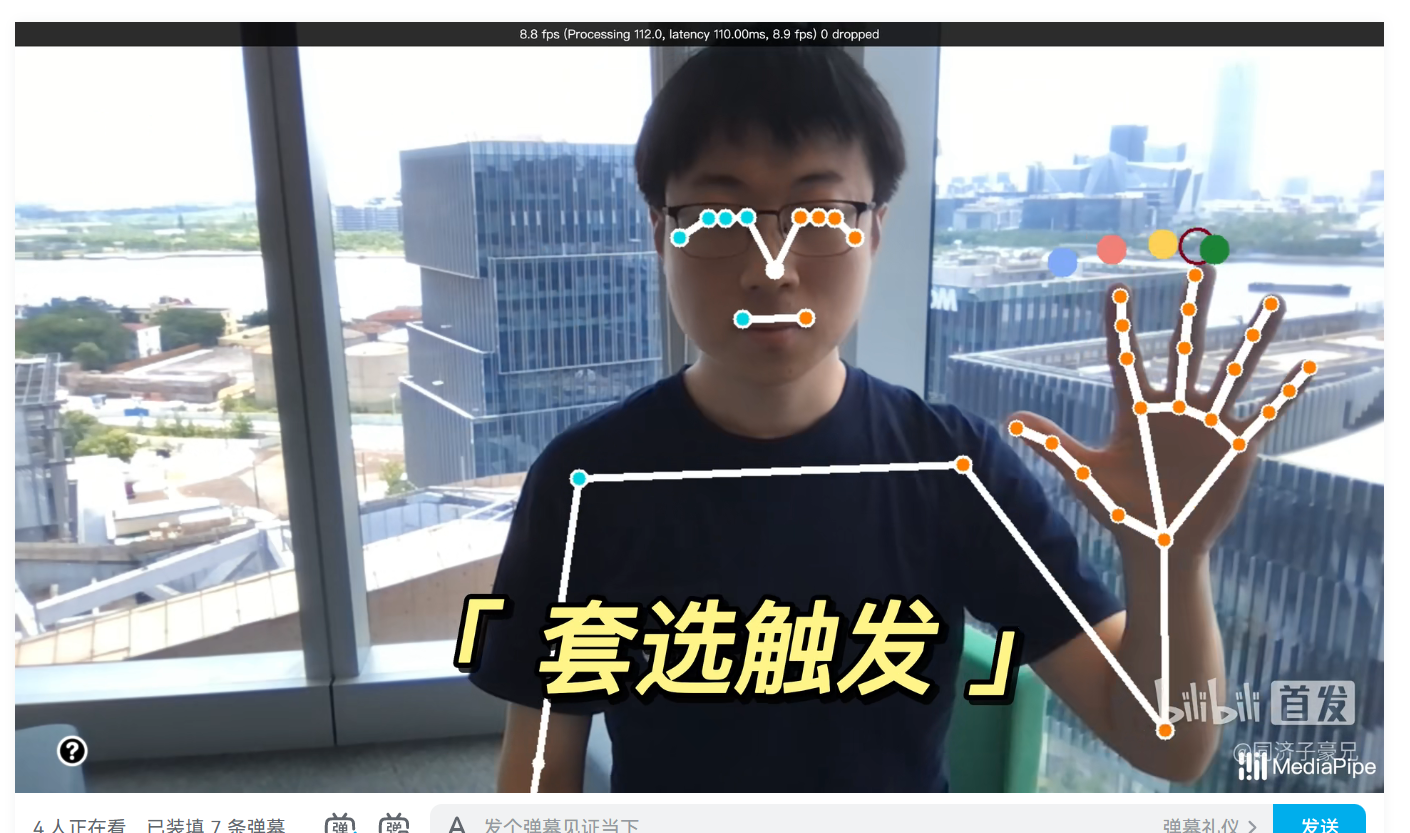 8.8 fps (Processing 112.0, latency 110.00ms, 8.9 fps) 0 dropped
「 套选触发 」
bilibili 首发
@同济子豪兄
MediaPipe
?
4 人正在看 已装填 7 条弹幕
弹
弹
A
发个弹幕见证当下
弹幕礼仪 >
发送